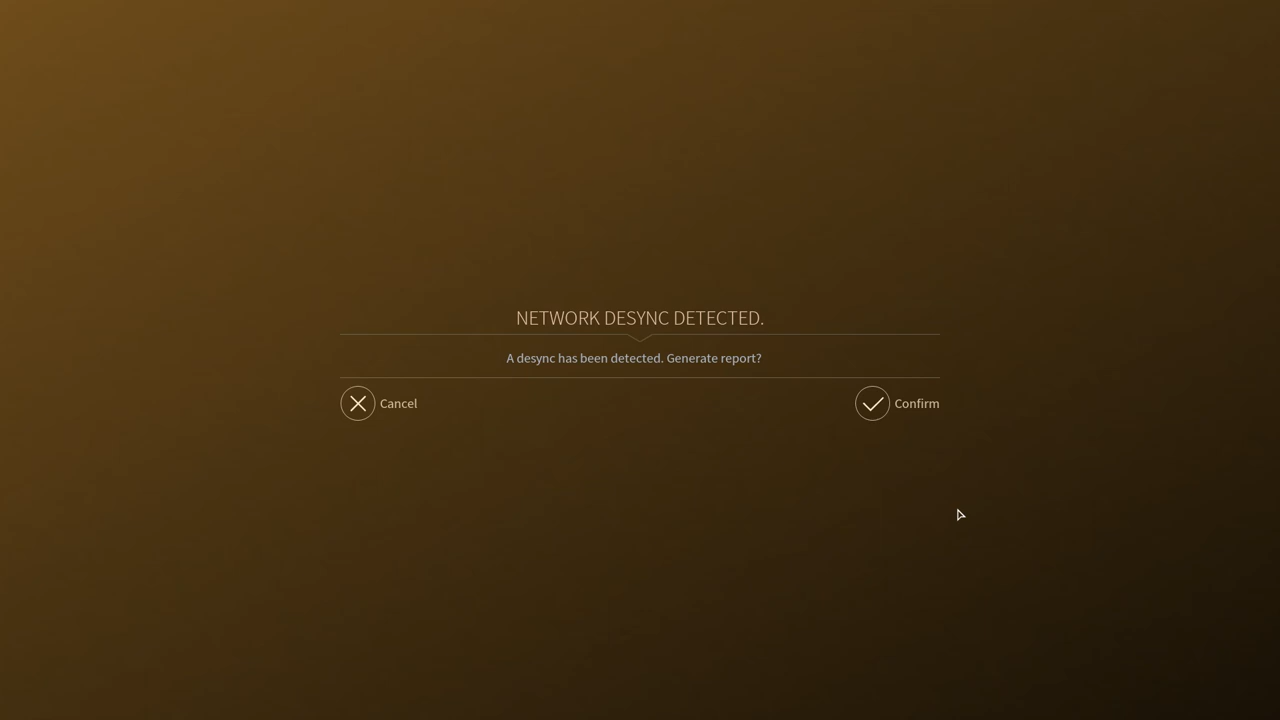 NETWORK DESYNC DETECTED.
A desync has been detected. Generate report?
Cancel
Confirm